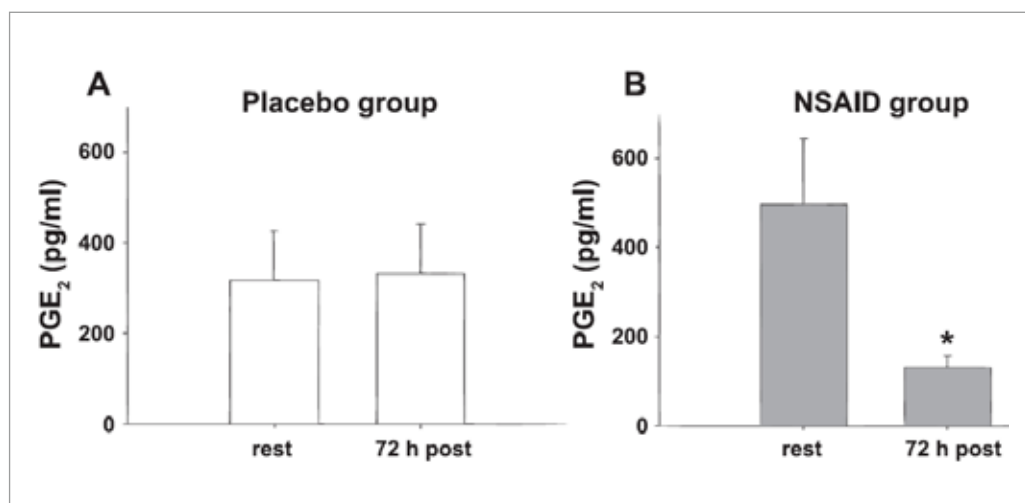 A
Placebo group
PGE₂ (pg/ml)
600
400
200
0
rest
72 h post
B
NSAID group
PGE₂ (pg/ml)
600
400
200
0
*
rest
72 h post